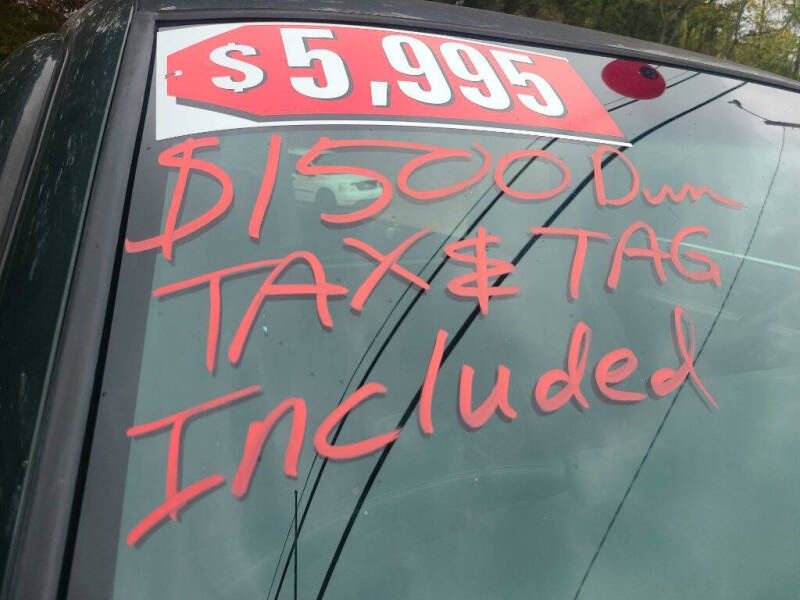 $5,995
$1500 Dwn
TAX & TAG
Included